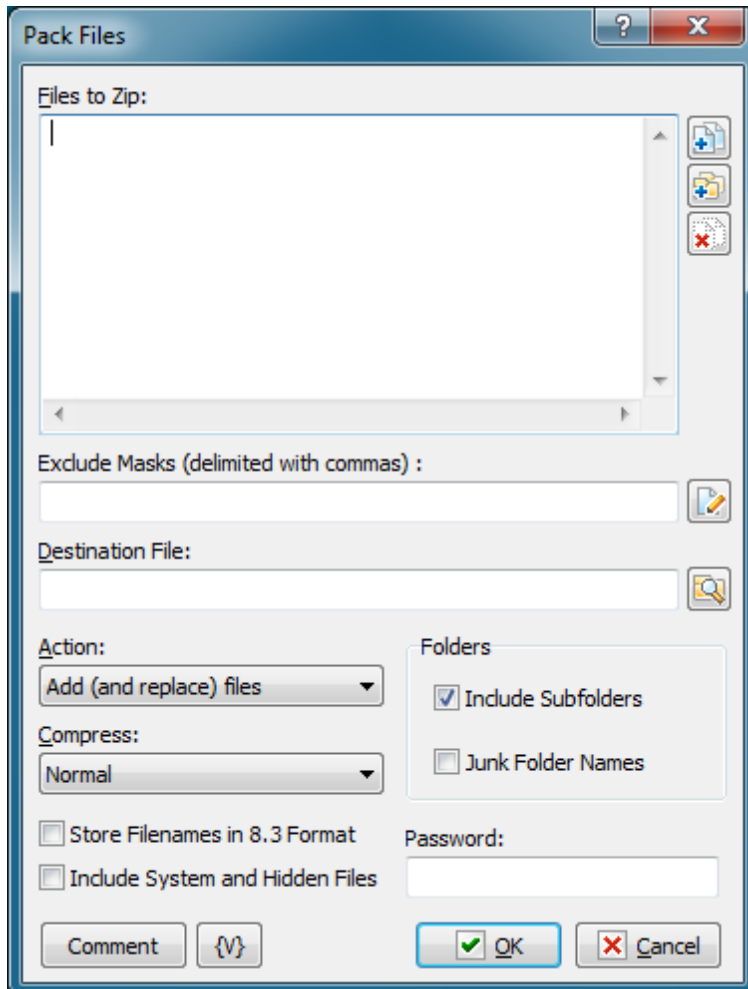 Pack Files
?
Files to Zip:
Exclude Masks (delimited with commas) :
Destination File:
Action:
Folders
Add (and replace) files
Include Subfolders
Compress:
Normal
Junk Folder Names
Store Filenames in 8.3 Format
Password:
Include System and Hidden Files
Comment
{V}
OK
Cancel